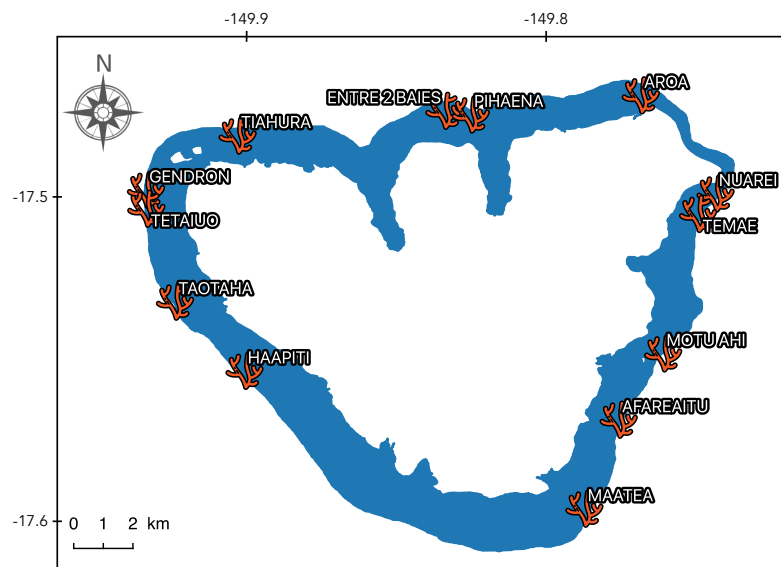 -149.9
-149.8
N
AROA
ENTRE 2 BAIES
PIHAENA
TIAHURA
GENDRON
NUAREI
-17.5
TETAIUO
TEMAE
TAOTAHA
MOTU AHI
HAAPITI
AFAREAITU
MAATEA
-17.6
0 1 2 km